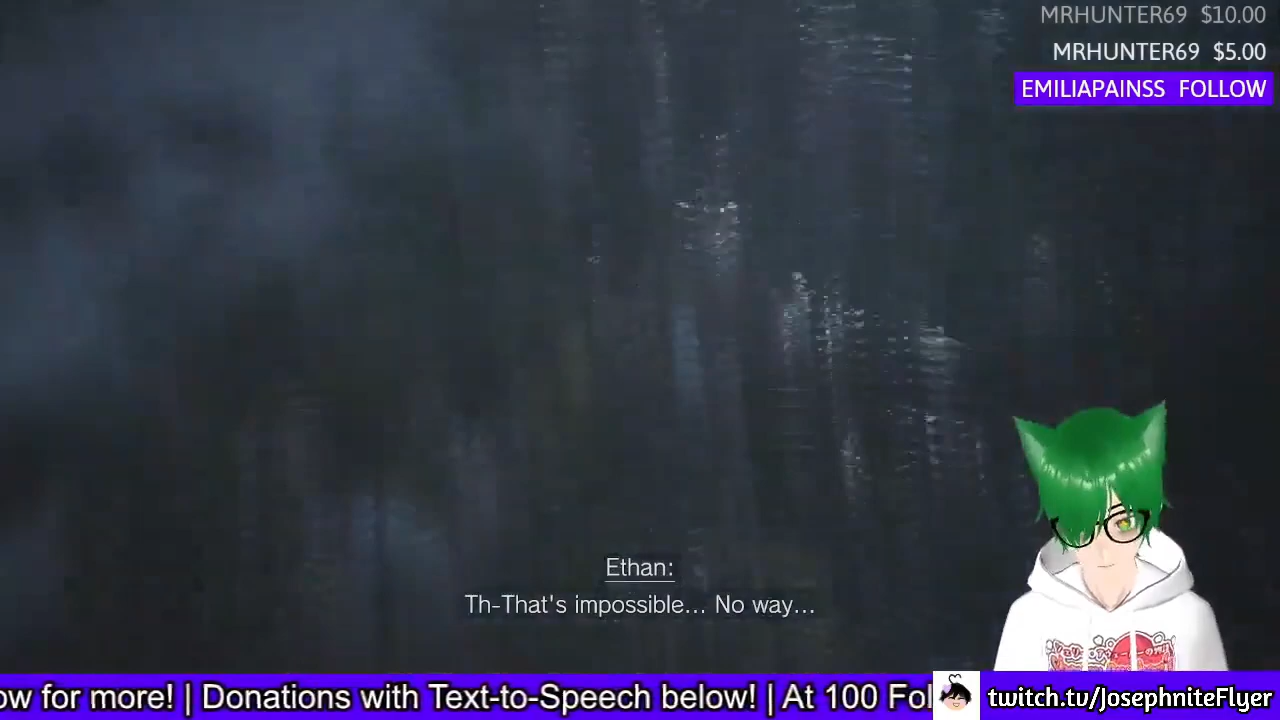 MRHUNTER69 $10.00
MRHUNTER69 $5.00
EMILIAPAINSS FOLLOW
Ethan:
Th-That's impossible... No way...
ow for more! | Donations with Text-to-Speech below! | At 100 Fol
twitch.tv/JosephniteFlyer